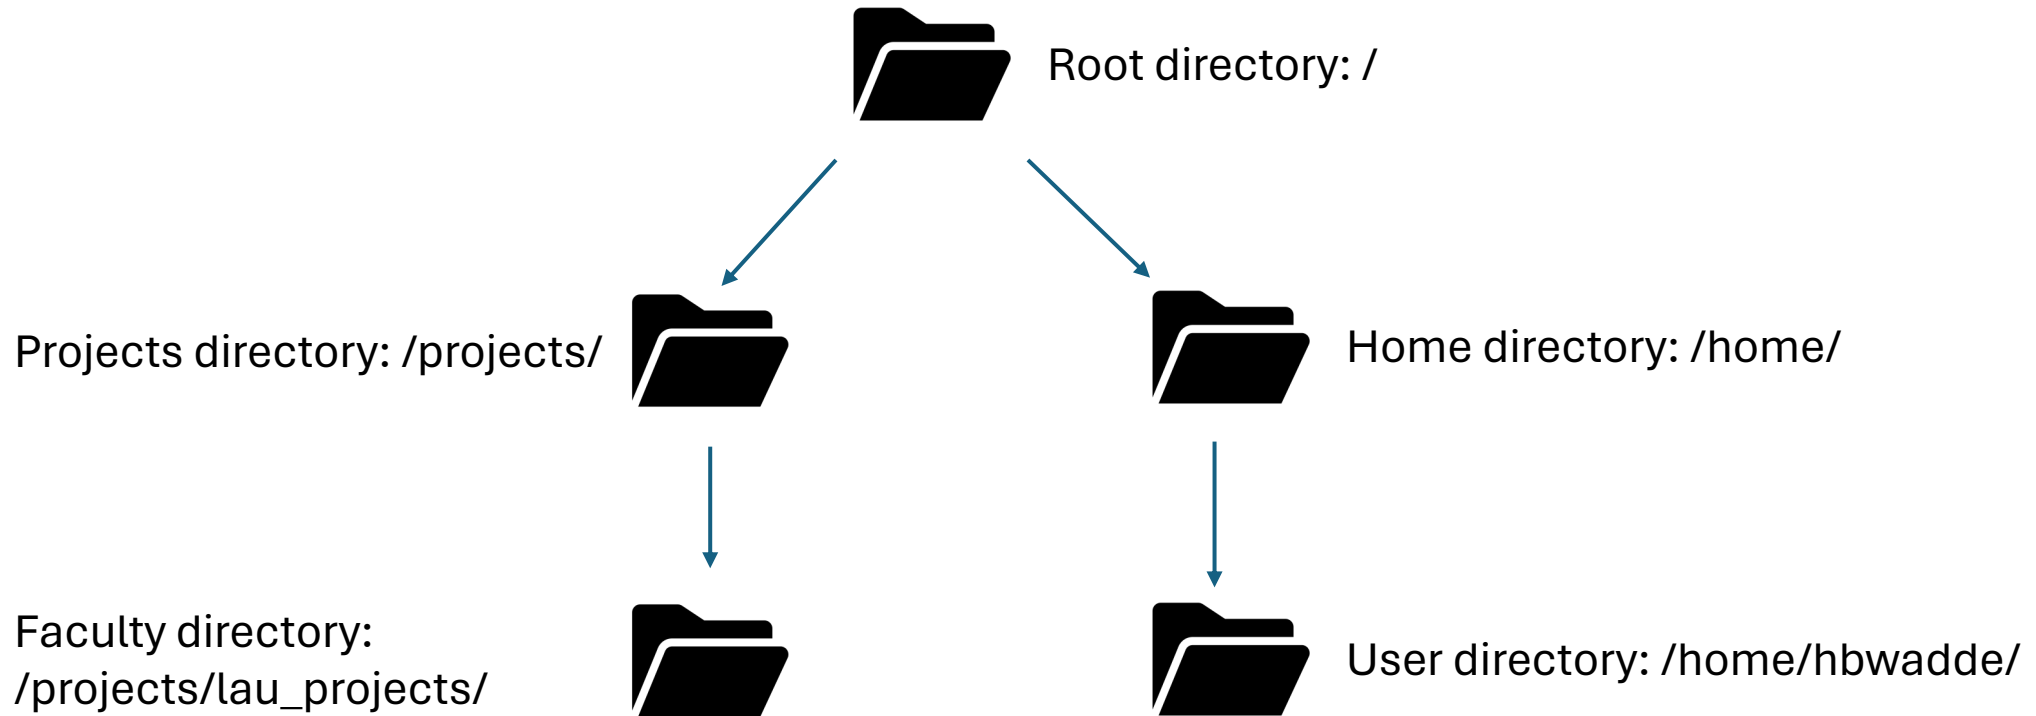 Root directory: /
Projects directory: /projects/
Home directory: /home/
Faculty directory:
/projects/lau_projects/
User directory: /home/hbwadde/